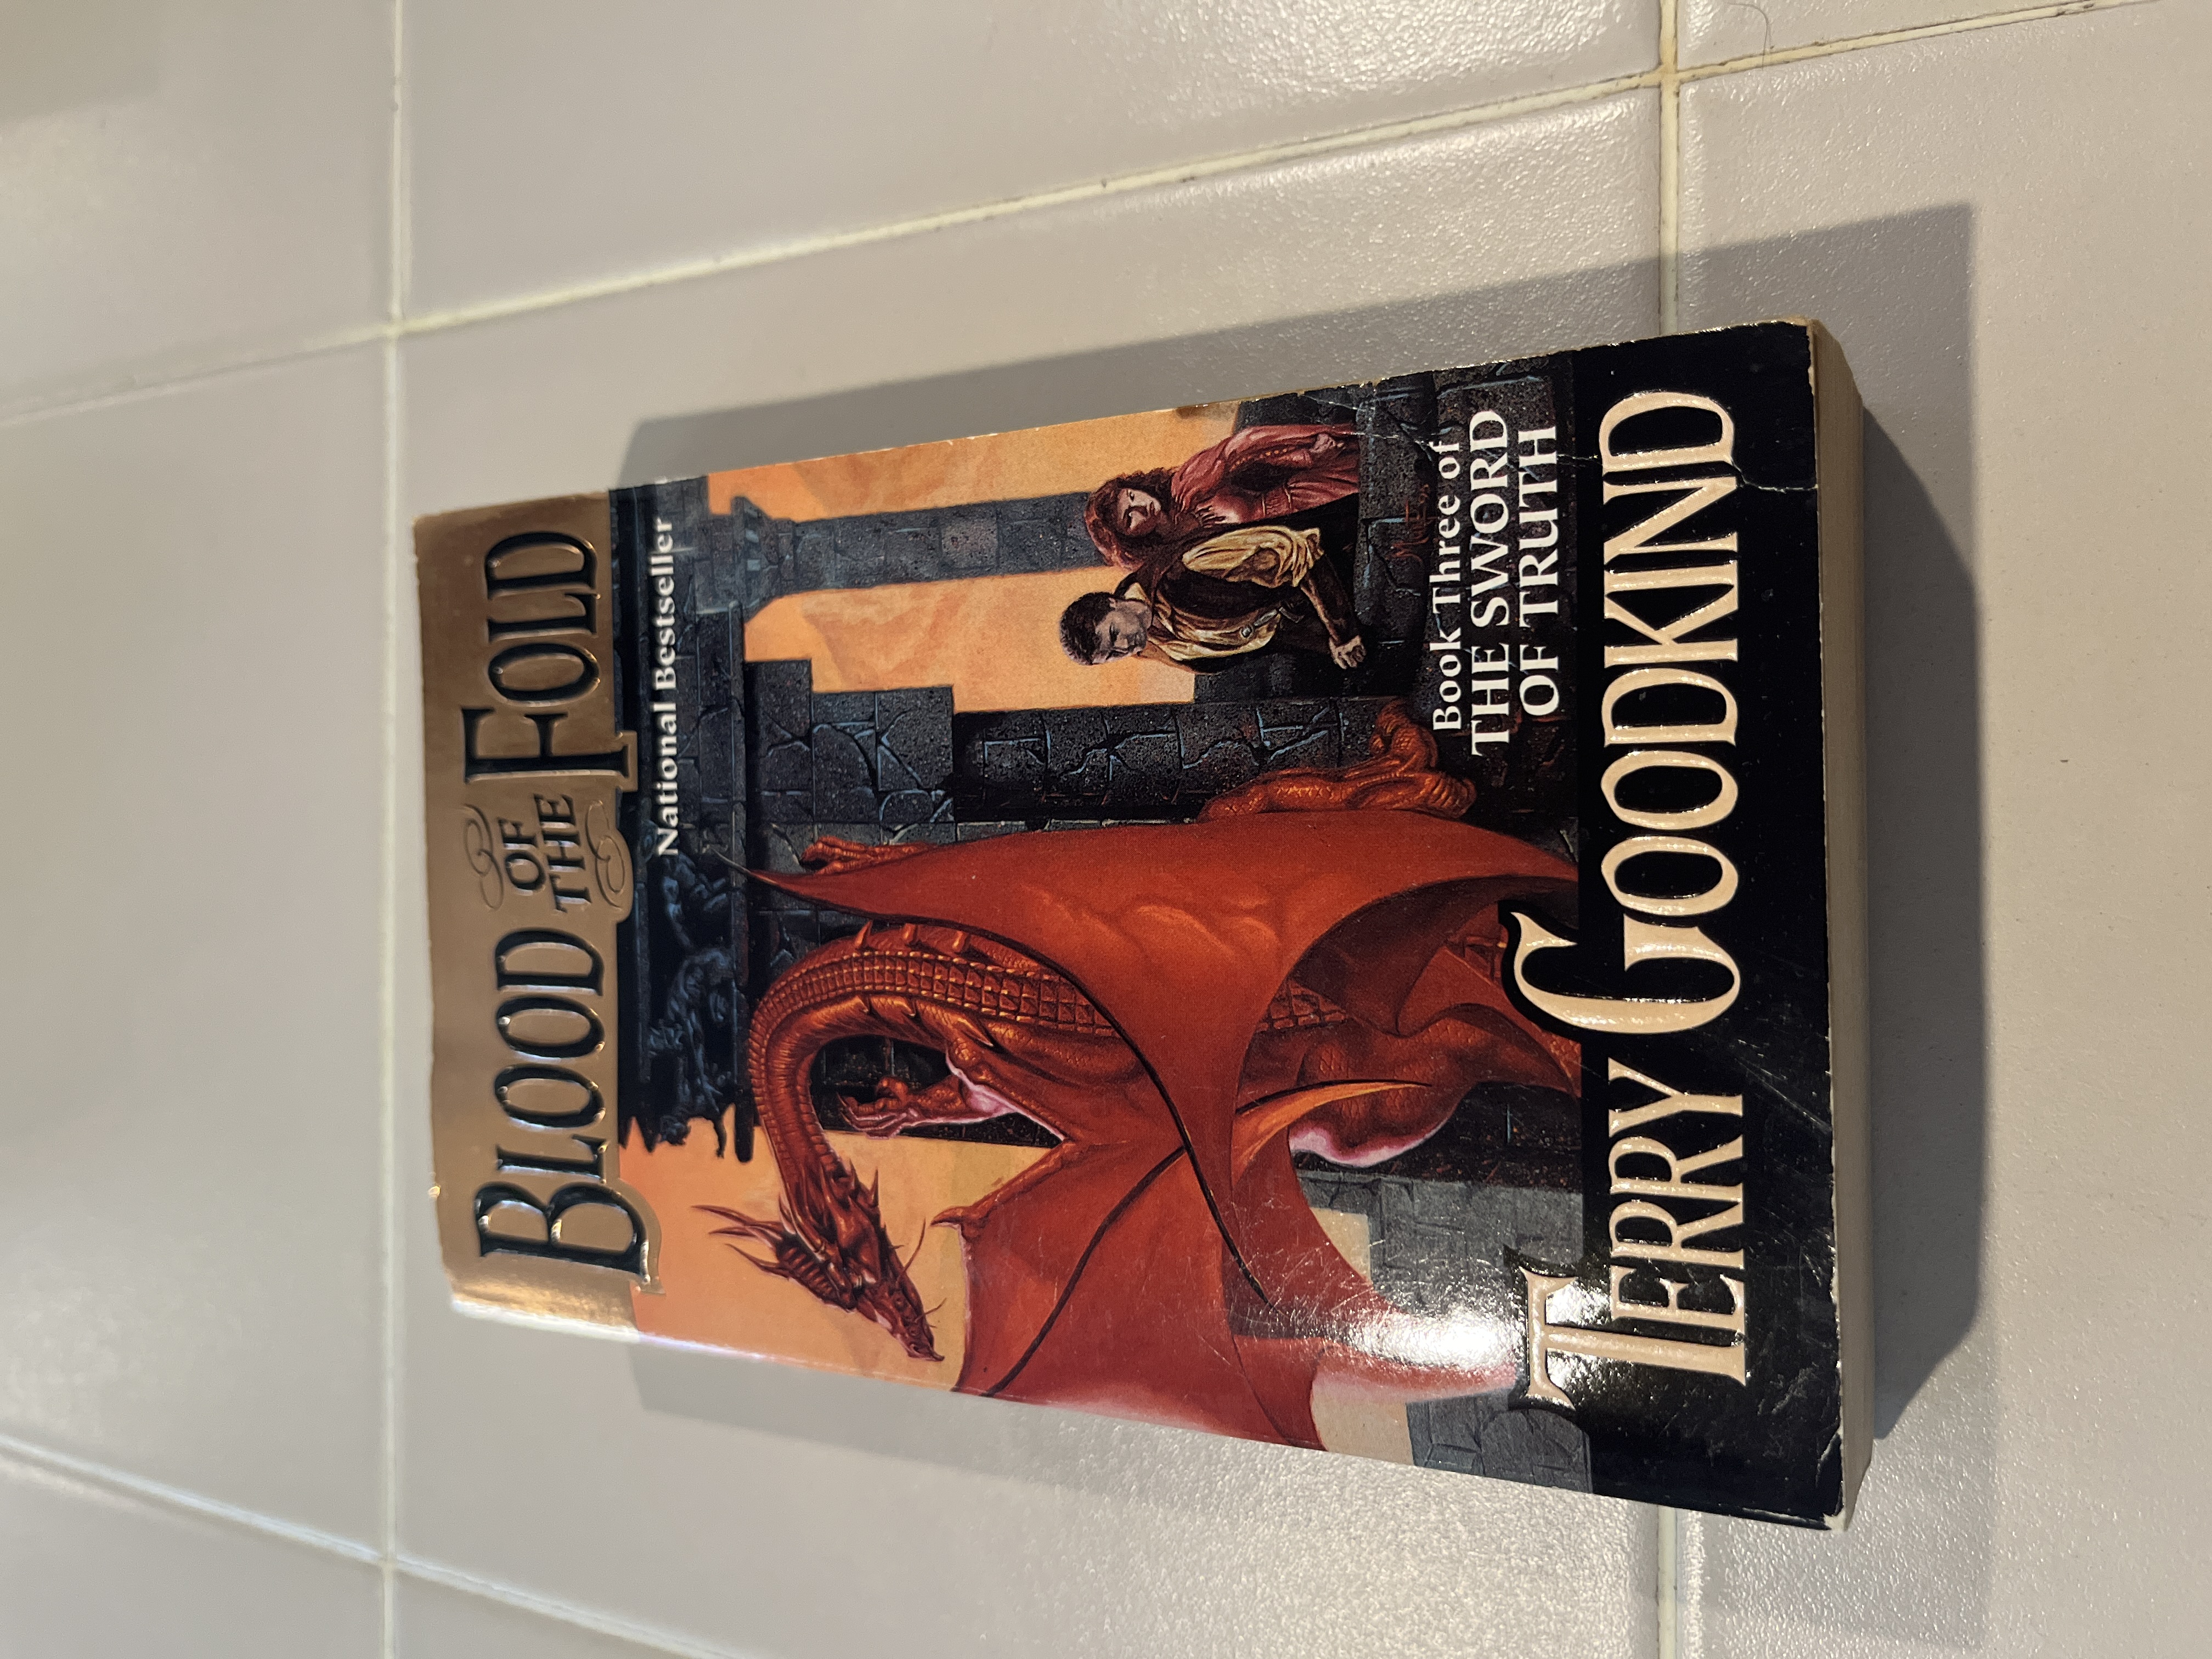 BLOOD
OF
THE
FOLD
National Bestseller
Book Three of
THE SWORD
OF TRUTH
TERRY GOODKIND